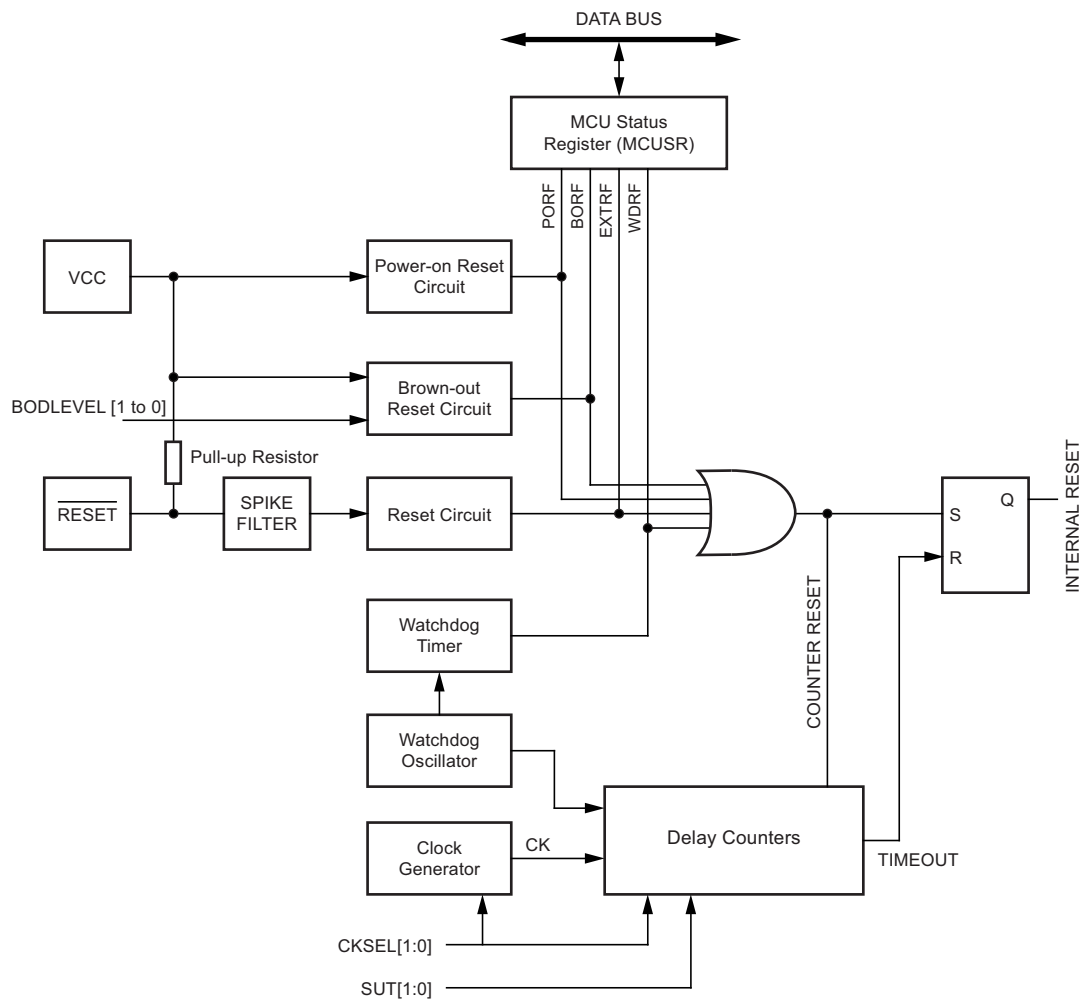 DATA BUS
MCU Status
Register (MCUSR)
PORF
BORF
EXTRF
WDRF
VCC
Power-on Reset
Circuit
Brown-out
Reset Circuit
BODLEVEL [1 to 0]
Pull-up Resistor
RESET
SPIKE
FILTER
Reset Circuit
S
Q
R
INTERNAL RESET
Watchdog
Timer
COUNTER RESET
Watchdog
Oscillator
Delay Counters
TIMEOUT
Clock
Generator
CK
CKSEL[1:0]
SUT[1:0]